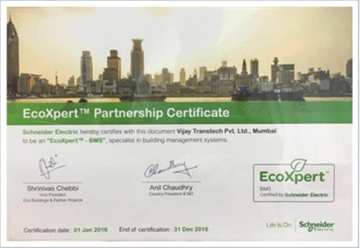 EcoXpert™ Partnership Certificate
Schneider Electric hereby certifies with this document Vijay Transtech Pvt. Ltd., Mumbai
to be an "EcoXpert™ - BMS", specialist in building management systems.
Shrinivas Chebbi
Vice President
Eco Buildings & Partner Projects
Anil Chaudhry
Country President & MD
EcoXpert™
BMS
Certified by Schneider Electric
Certification date : 01 Jan 2016
End of certification : 31 Dec 2016
Life Is On
Schneider
Electric